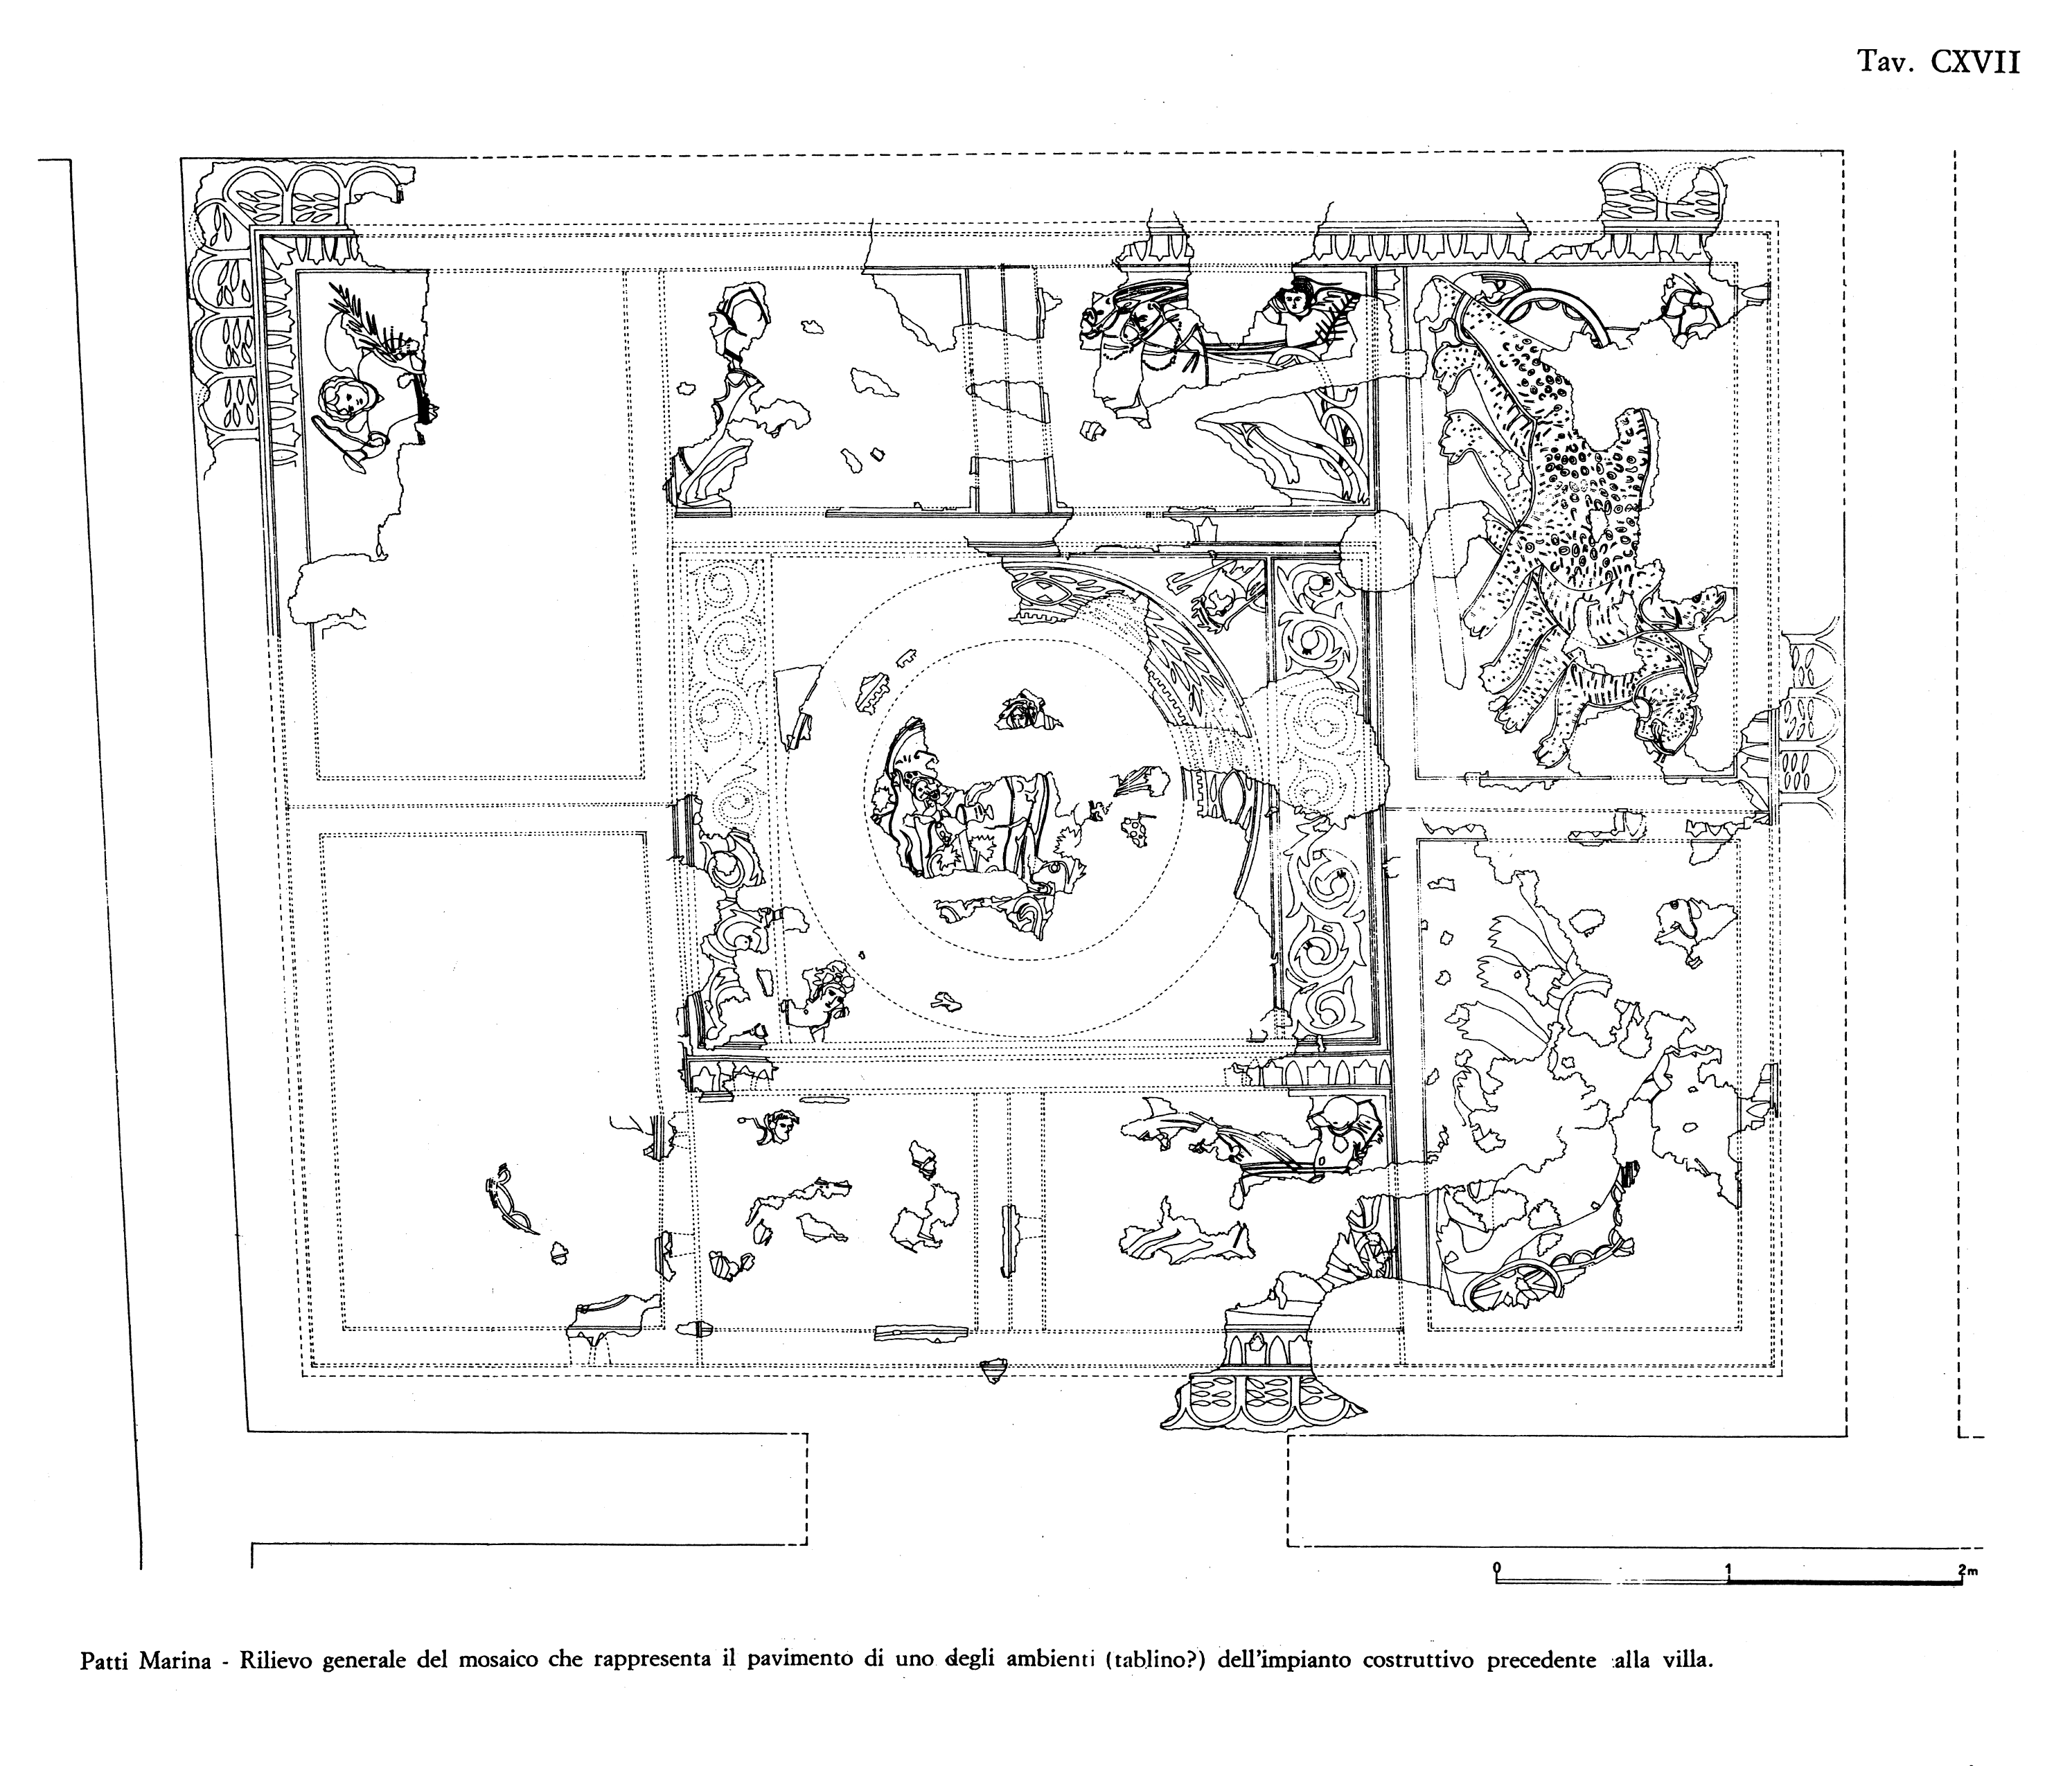 Tav. CXVII
0 1 2m
Patti Marina - Rilievo generale del mosaico che rappresenta il pavimento di uno degli ambienti (tablino?) dell'impianto costruttivo precedente alla villa.